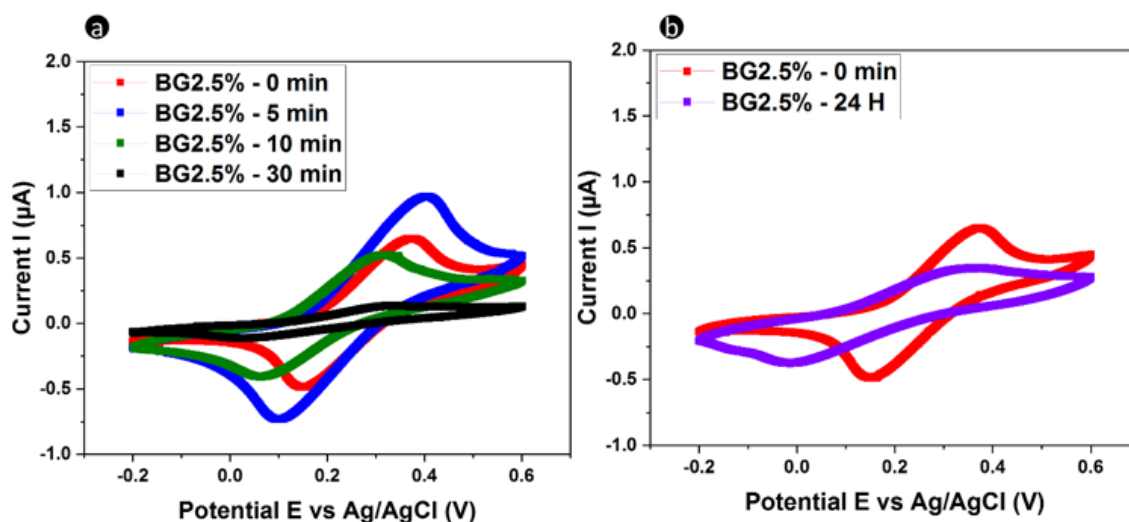 a
2.0
1.5
1.0
0.5
0.0
-0.5
-1.0
Current I (µA)
BG2.5% - 0 min
BG2.5% - 5 min
BG2.5% - 10 min
BG2.5% - 30 min
-0.2 0.0 0.2 0.4 0.6
Potential E vs Ag/AgCl (V)
b
2.0
1.5
1.0
0.5
0.0
-0.5
-1.0
Current I (µA)
BG2.5% - 0 min
BG2.5% - 24 H
-0.2 0.0 0.2 0.4 0.6
Potential E vs Ag/AgCl (V)